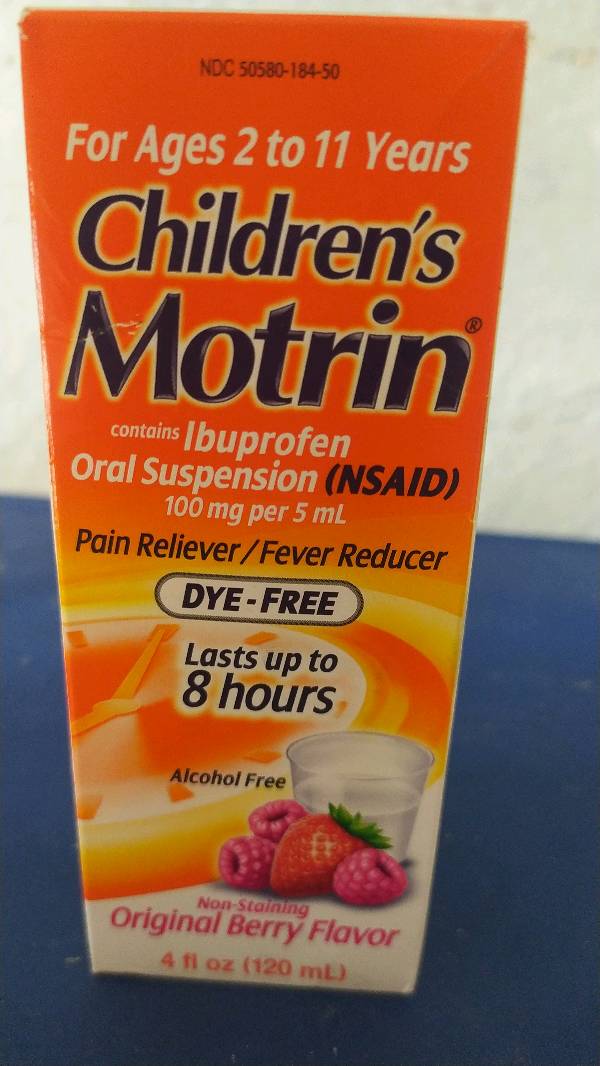 NDC 50580-184-50
For Ages 2 to 11 Years
Children's
Motrin®
contains Ibuprofen
Oral Suspension (NSAID)
100 mg per 5 mL
Pain Reliever/Fever Reducer
DYE-FREE
Lasts up to
8 hours
Alcohol Free
Non-Staining
Original Berry Flavor
4 fl oz (120 mL)